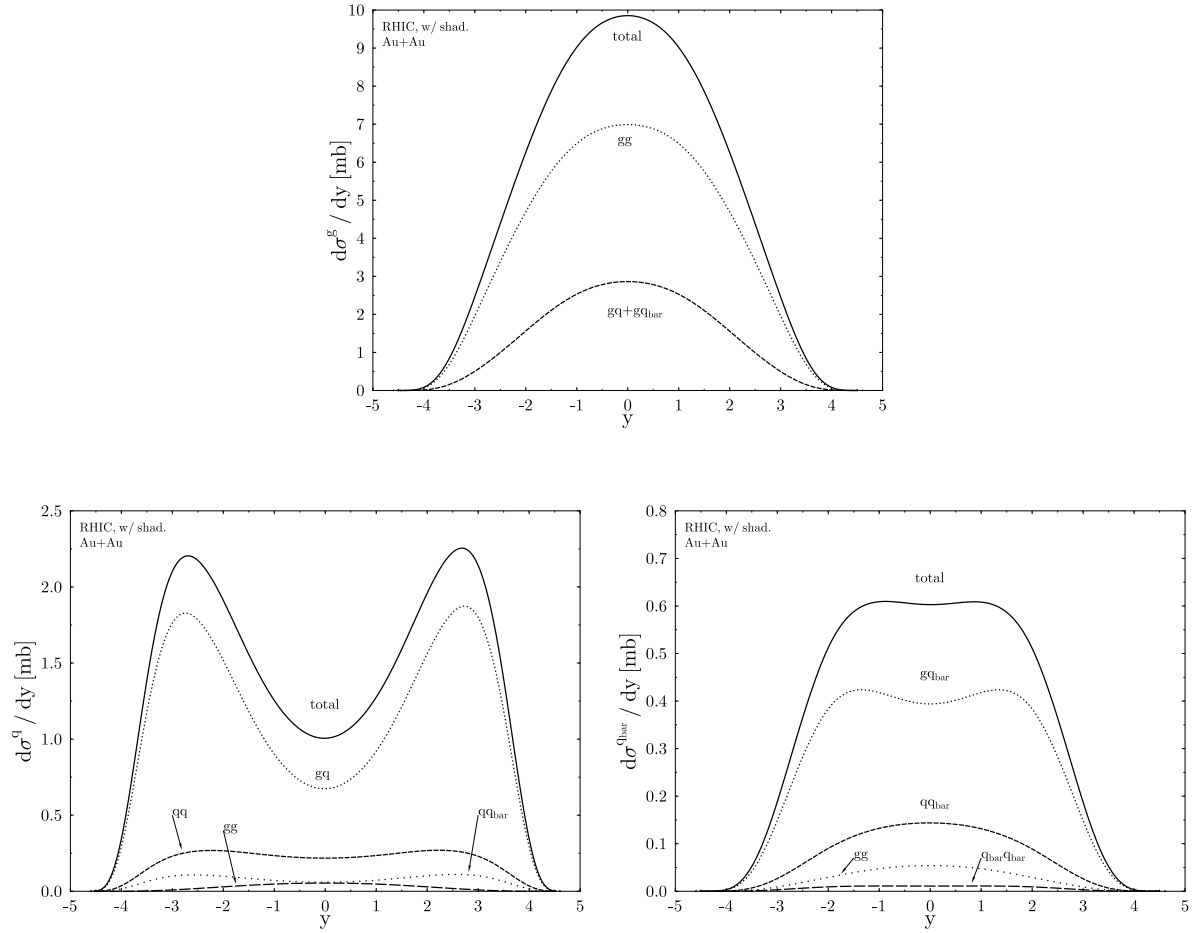 RHIC, w/ shad.
Au+Au
total
gg
gq+gq_bar
dσ^g / dy [mb]
10
9
8
7
6
5
4
3
2
1
0
-5 -4 -3 -2 -1 0 1 2 3 4 5
y
RHIC, w/ shad.
Au+Au
total
gq
qq
gg
qq_bar
dσ^q / dy [mb]
2.5
2.0
1.5
1.0
0.5
0.0
-5 -4 -3 -2 -1 0 1 2 3 4 5
y
RHIC, w/ shad.
Au+Au
total
gq_bar
qq_bar
gg
q_bar q_bar
dσ^q_bar / dy [mb]
0.8
0.7
0.6
0.5
0.4
0.3
0.2
0.1
0.0
-5 -4 -3 -2 -1 0 1 2 3 4 5
y